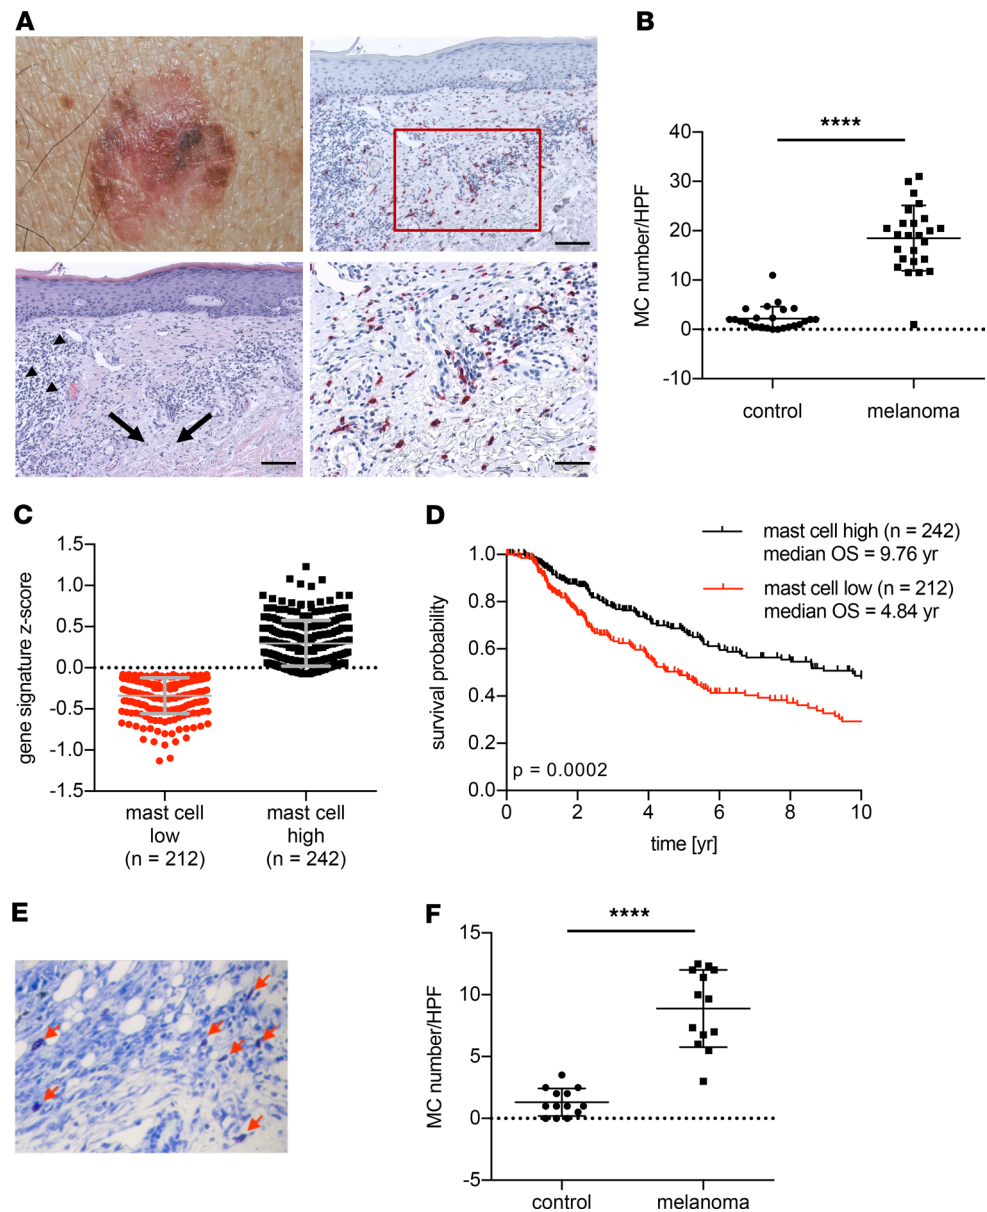 A
B
MC number/HPF
40
30
20
10
0
-10
****
control
melanoma
C
gene signature z-score
1.5
1.0
0.5
0.0
-0.5
-1.0
-1.5
mast cell
low
(n = 212)
mast cell
high
(n = 242)
D
mast cell high (n = 242)
median OS = 9.76 yr
mast cell low (n = 212)
median OS = 4.84 yr
survival probability
1.0
0.8
0.6
0.4
0.2
0.0
p = 0.0002
0
2
4
6
8
10
time [yr]
E
F
MC number/HPF
15
10
5
0
-5
****
control
melanoma